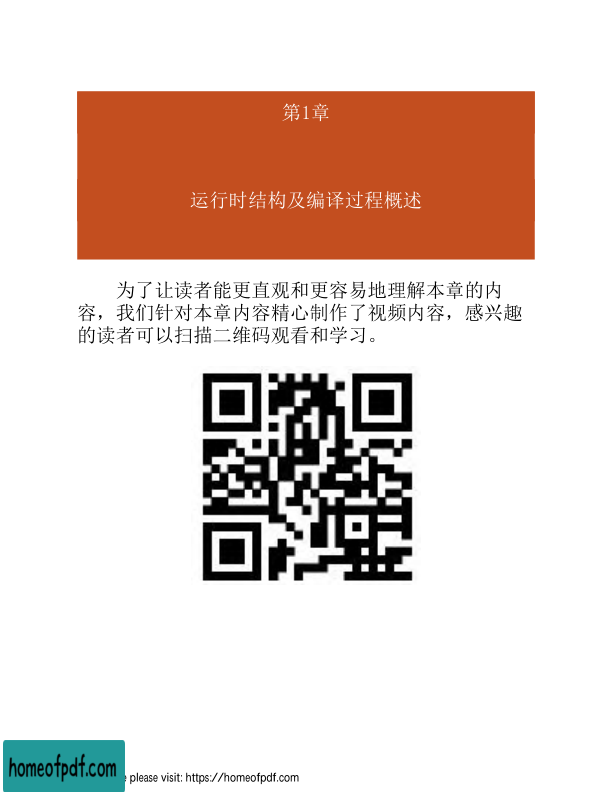 第1章
运行时结构及编译过程概述
为了让读者能更直观和更容易地理解本章的内
容，我们针对本章内容精心制作了视频内容，感兴趣
的读者可以扫描二维码观看和学习。
homeofpdf.com
e please visit: https://homeofpdf.com